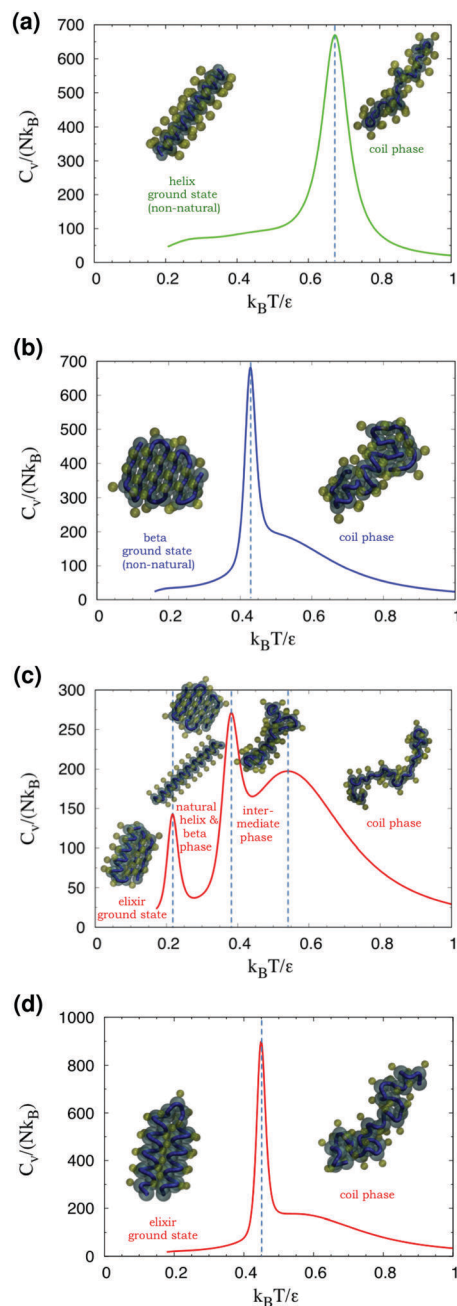 (a)
700
600
500
400
300
200
100
0
C_v/(Nk_B)
helix
ground state
(non-natural)
coil phase
0 0.2 0.4 0.6 0.8 1
k_BT/ε
(b)
700
600
500
400
300
200
100
0
C_v/(Nk_B)
beta
ground state
(non-natural)
coil phase
0 0.2 0.4 0.6 0.8 1
k_BT/ε
(c)
300
250
200
150
100
50
0
C_v/(Nk_B)
natural
helix &
beta
phase
inter-
mediate
phase
coil phase
elixir
ground state
0 0.2 0.4 0.6 0.8 1
k_BT/ε
(d)
1000
800
600
400
200
0
C_v/(Nk_B)
elixir
ground state
coil phase
0 0.2 0.4 0.6 0.8 1
k_BT/ε